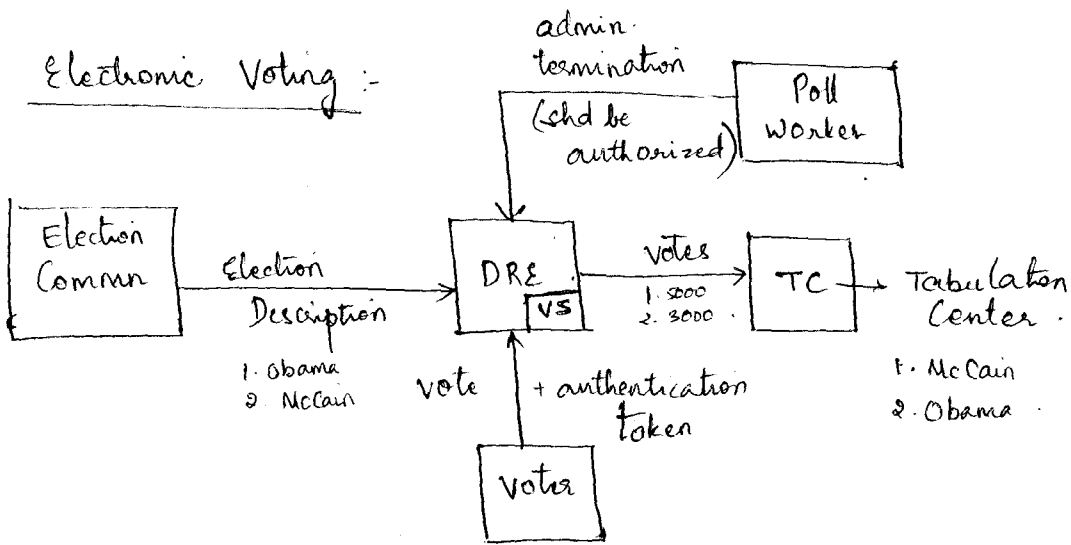 Electronic Voting :-
admin.
termination
(shd be
authorized)
Poll
Worker
Election
Commn
Election
Description
1. Obama
2. McCain
DRE
VS
Votes
1. 5000
2. 3000.
TC
Tabulation
Center.
1. McCain
2. Obama.
vote + authentication
token
Voter